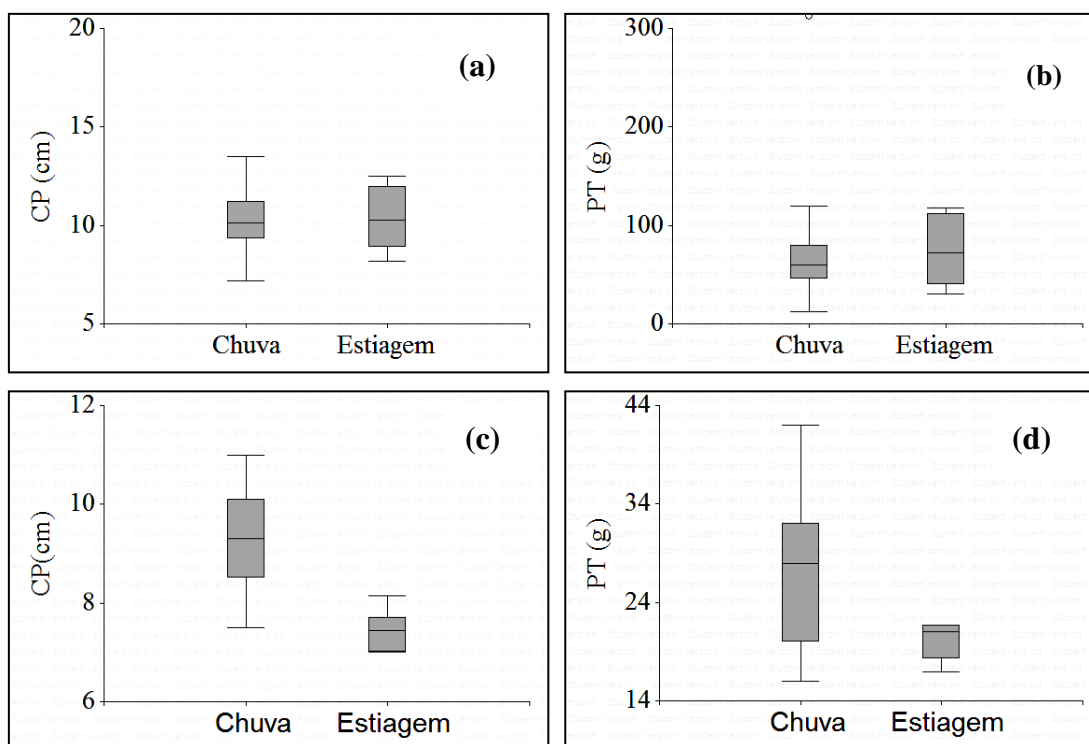 20
15
10
5
CP (cm)
(a)
Chuva Estiagem
300
200
100
0
PT (g)
(b)
Chuva Estiagem
12
10
8
6
CP(cm)
(c)
Chuva Estiagem
44
34
24
14
PT (g)
(d)
Chuva Estiagem